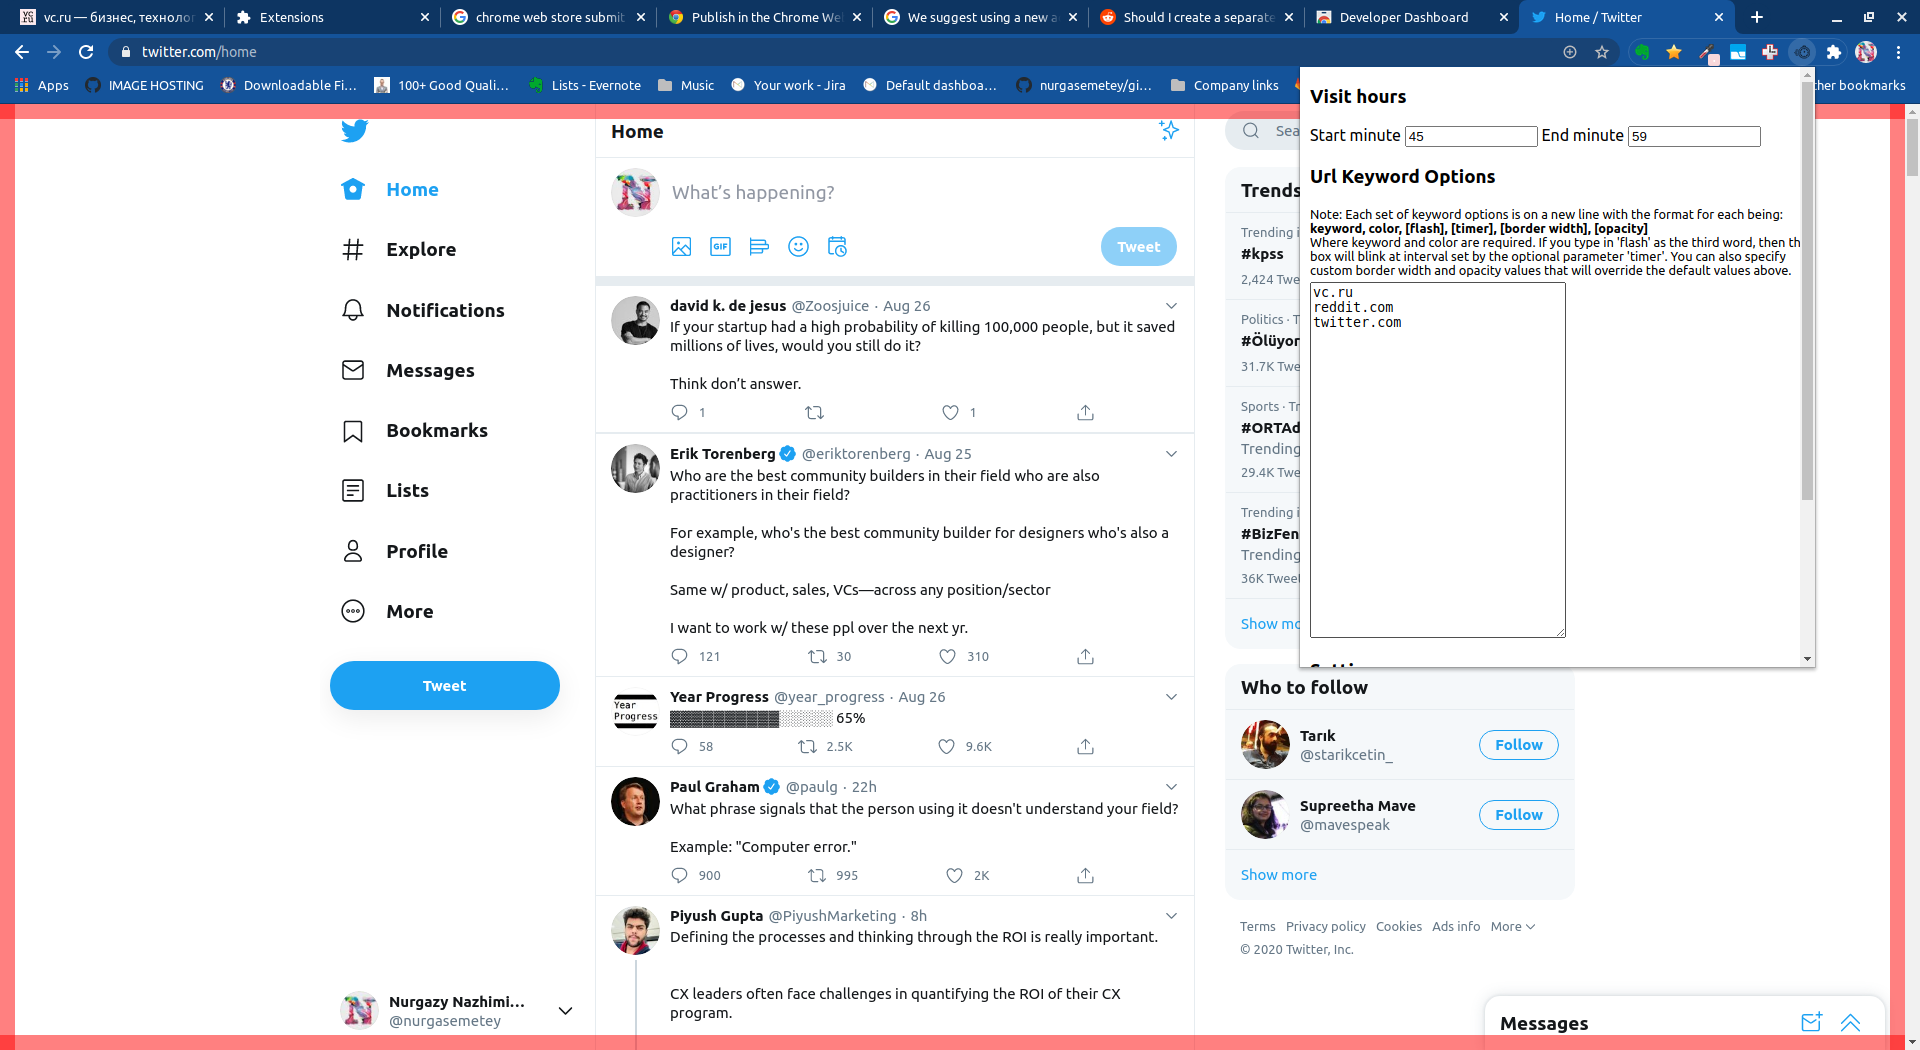 vc.ru — бизнес, технолог
Extensions
chrome web store submit
Publish in the Chrome We
We suggest using a new a
Should I create a separate
Developer Dashboard
Home / Twitter
twitter.com/home
Apps
IMAGE HOSTING
Downloadable Fi...
100+ Good Quali...
Lists - Evernote
Music
Your work - Jira
Default dashboa...
nurgasemetey/gi...
Company links
her bookmarks
Visit hours
Start minute 45 End minute 59
Url Keyword Options
Note: Each set of keyword options is on a new line with the format for each being:
keyword, color, [flash], [timer], [border width], [opacity]
Where keyword and color are required. If you type in 'flash' as the third word, then th
box will blink at interval set by the optional parameter 'timer'. You can also specify
custom border width and opacity values that will override the default values above.
vc.ru
reddit.com
twitter.com
Home
Explore
Notifications
Messages
Bookmarks
Lists
Profile
More
Tweet
Nurgazy Nazhimi...
@nurgasemetey
Home
What's happening?
GIF
Tweet
david k. de jesus @Zoosjuice · Aug 26
If your startup had a high probability of killing 100,000 people, but it saved
millions of lives, would you still do it?
Think don't answer.
1 1
Erik Torenberg @eriktorenberg · Aug 25
Who are the best community builders in their field who are also
practitioners in their field?
For example, who's the best community builder for designers who's also a
designer?
Same w/ product, sales, VCs—across any position/sector
I want to work w/ these ppl over the next yr.
121 30 310
Year Progress
Year Progress @year_progress · Aug 26
▓▓▓▓▓▓▓▓▓▓░░░░░ 65%
58 2.5K 9.6K
Paul Graham @paulg · 22h
What phrase signals that the person using it doesn't understand your field?
Example: "Computer error."
900 995 2K
Piyush Gupta @PiyushMarketing · 8h
Defining the processes and thinking through the ROI is really important.
CX leaders often face challenges in quantifying the ROI of their CX
program.
Sea
Trends
Trending i
#kpss
2,424 Twe
Politics · T
#Ölüyor
31.7K Twe
Sports · Tr
#ORTAd
Trending
29.4K Twe
Trending i
#BizFen
Trending
36K Tweet
Show mo
Who to follow
Tarık
@starikcetin_
Follow
Supreetha Mave
@mavespeak
Follow
Show more
Terms Privacy policy Cookies Ads info More
© 2020 Twitter, Inc.
Messages